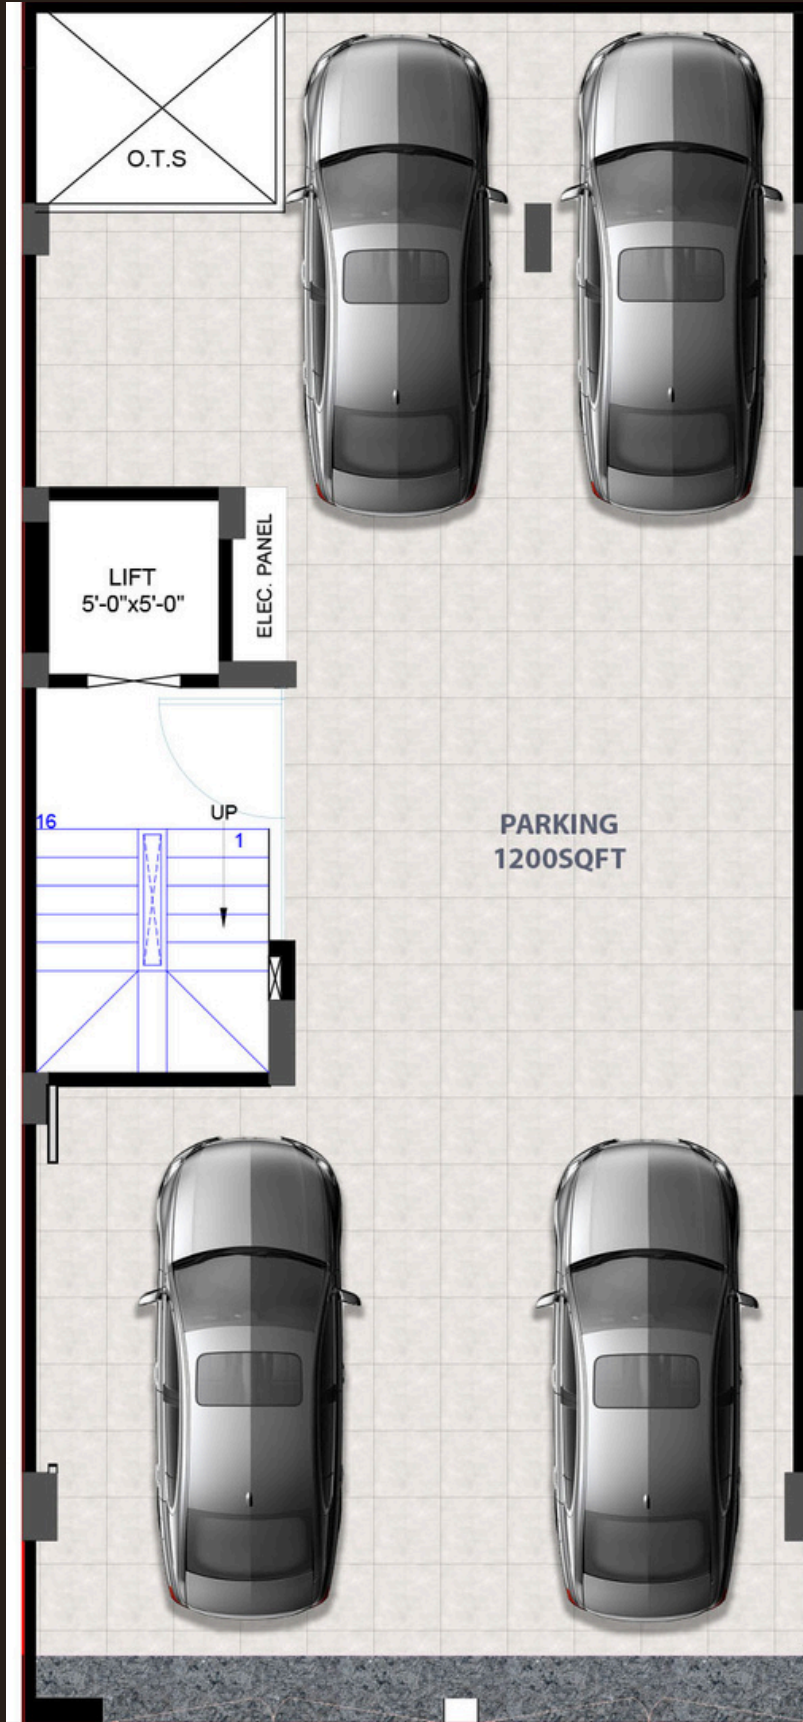 O.T.S
LIFT
5'-0"x5'-0"
ELEC. PANEL
UP
16
1
PARKING
1200SQFT